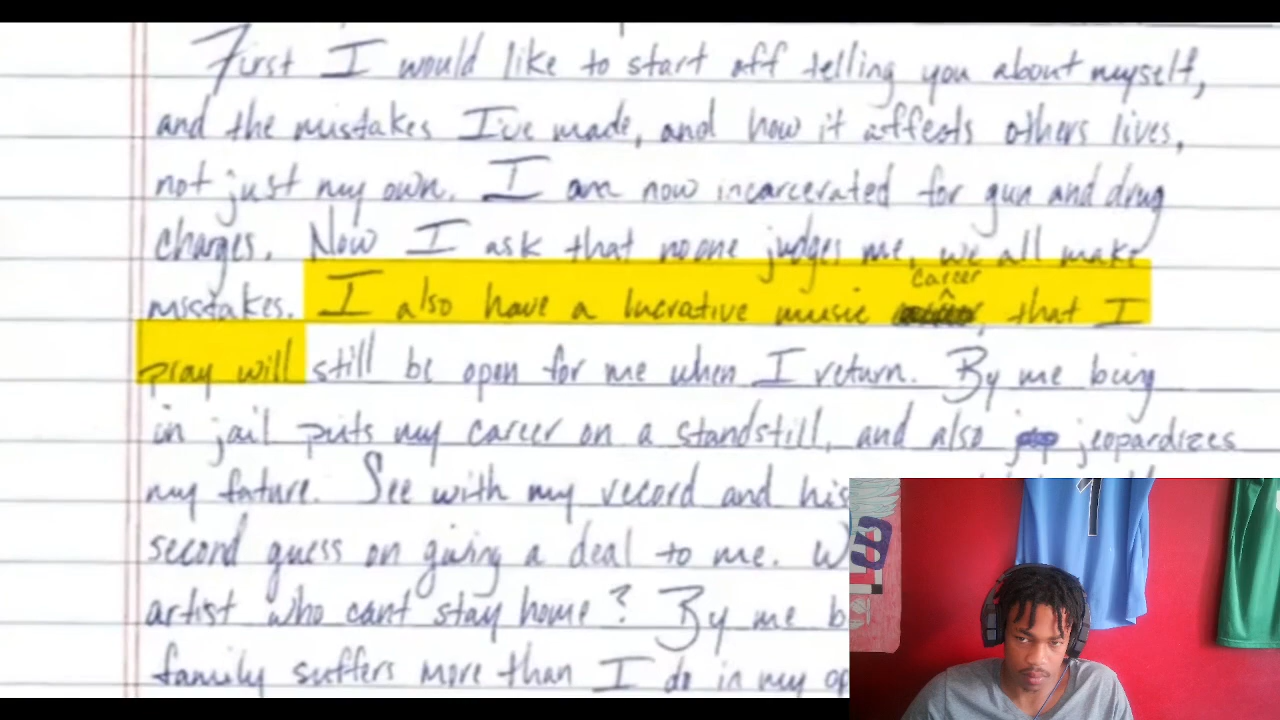 First I would like to start off telling you about myself,
and the mistakes I've made, and how it affects others lives,
not just my own. I am now incarcerated for gun and drug
charges. Now I ask that no one judges me, we all make
mistakes. I also have a lucrative music career, that I
pray will still be open for me when I return. By me being
in jail puts my career on a standstill, and also jeopardizes
my future. See with my record and his
second guess on giving a deal to me. W
artist who cant stay home? By me b
family suffers more than I do in my op